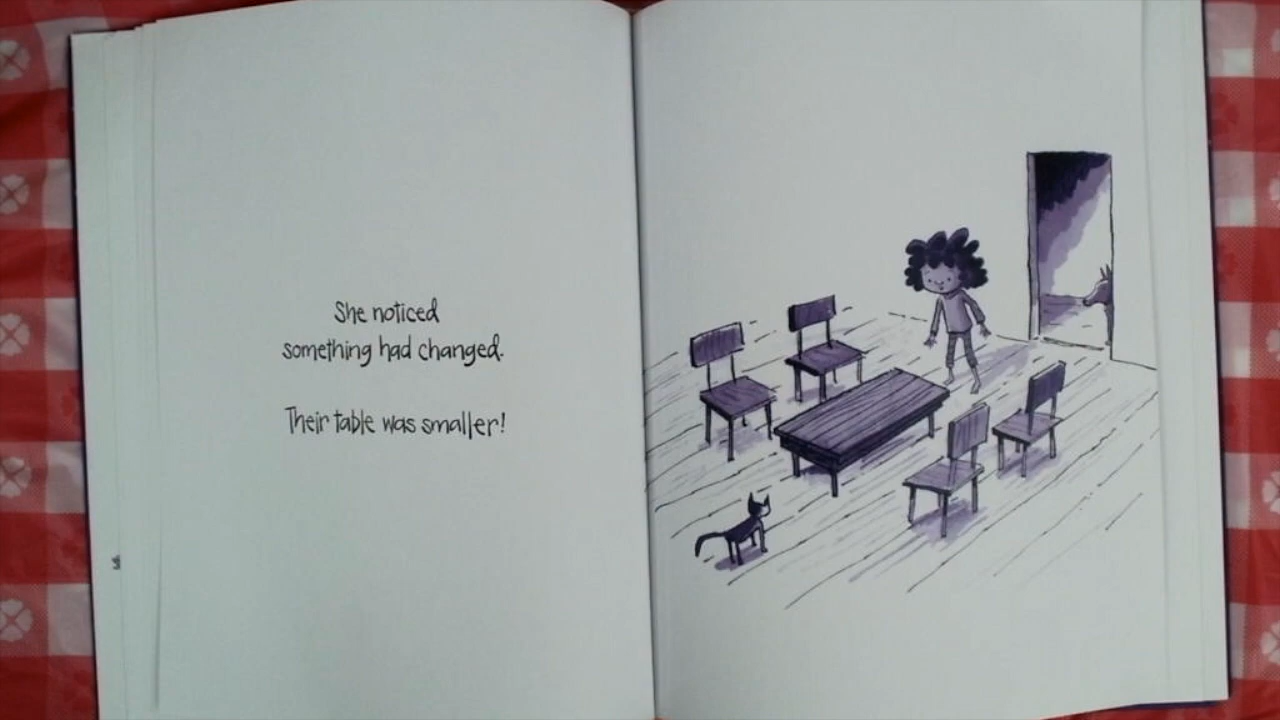 She noticed
something had changed.
Their table was smaller!